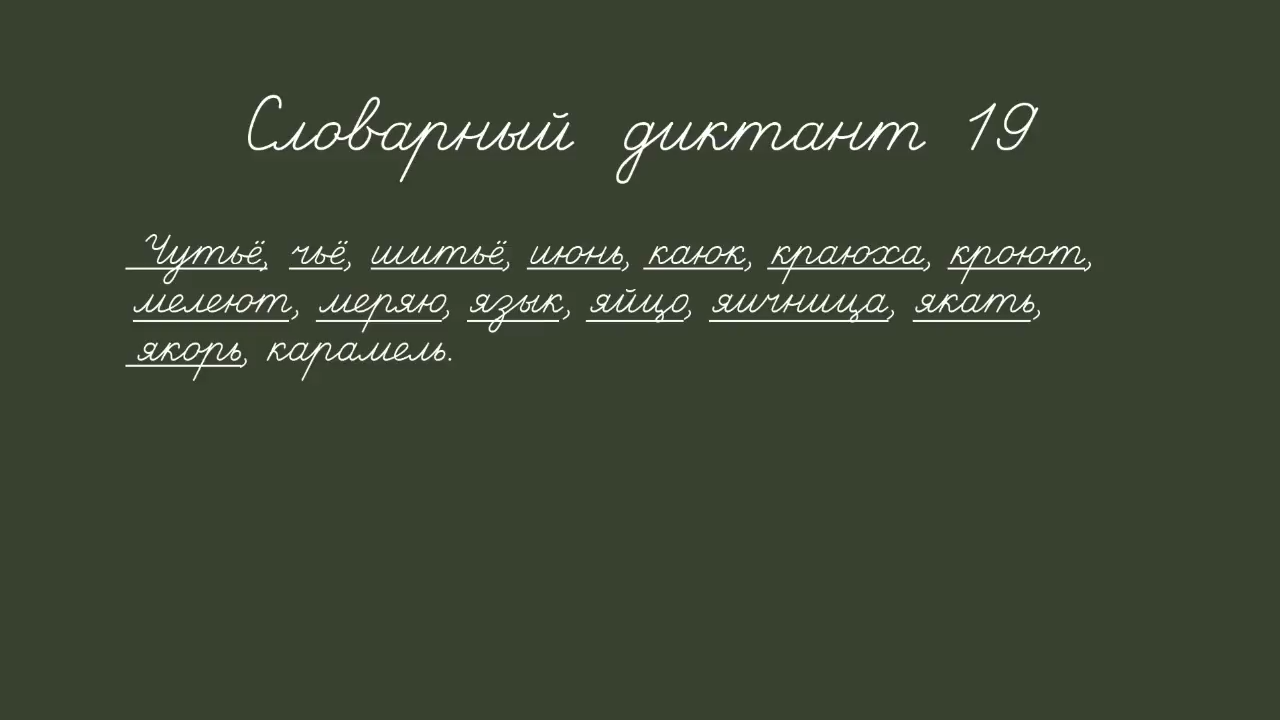 Словарный диктант 19
Чутьё, чьё, шитьё, июнь, каюк, краюха, кроют,
мелеют, меряю, язык, яйцо, яичница, якать,
якорь, карамель.